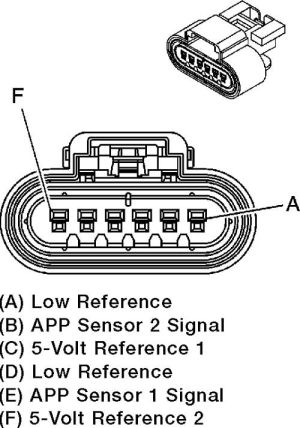 F
A
(A) Low Reference
(B) APP Sensor 2 Signal
(C) 5-Volt Reference 1
(D) Low Reference
(E) APP Sensor 1 Signal
(F) 5-Volt Reference 2